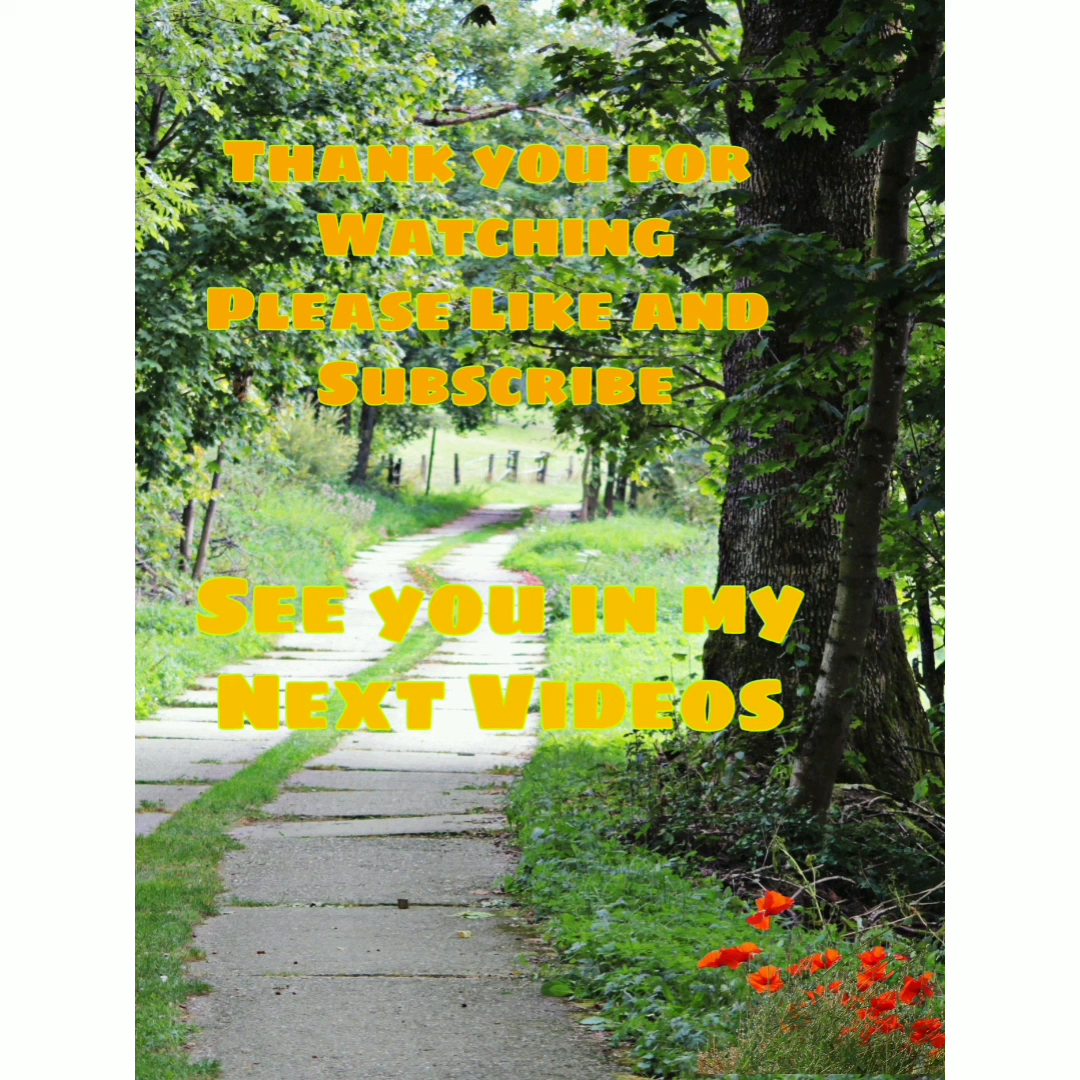 Thank you for
Watching
Please Like and
Subscribe
See you in my
Next Videos